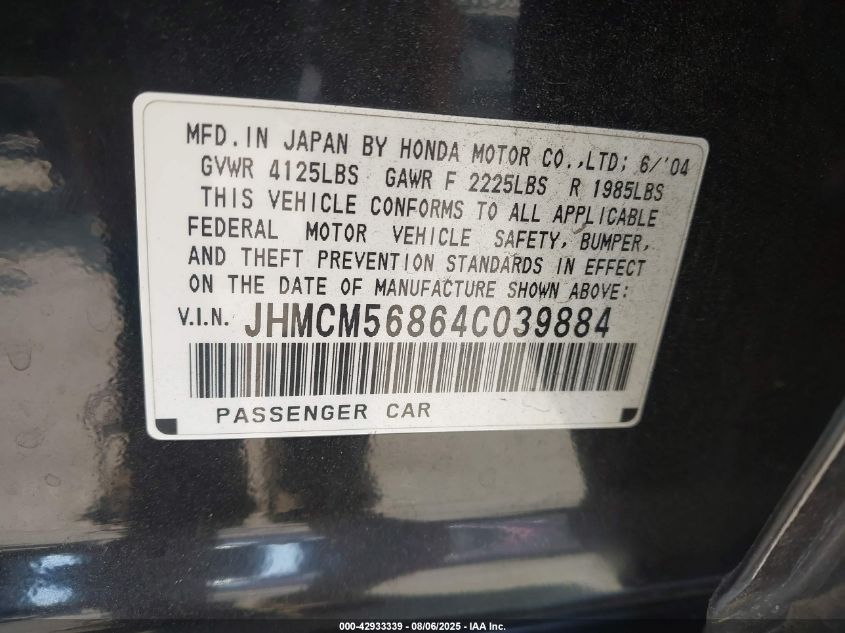 MFD.IN JAPAN BY HONDA MOTOR CO.,LTD; 6/'04
GVWR 4125LBS GAWR F 2225LBS R 1985LBS
THIS VEHICLE CONFORMS TO ALL APPLICABLE
FEDERAL MOTOR VEHICLE SAFETY, BUMPER,
AND THEFT PREVENTION STANDARDS IN EFFECT
ON THE DATE OF MANUFACTURE SHOWN ABOVE:
V.I.N. JHMCM56864C039884
PASSENGER CAR
000-42933339 - 08/06/2025 - IAA Inc.